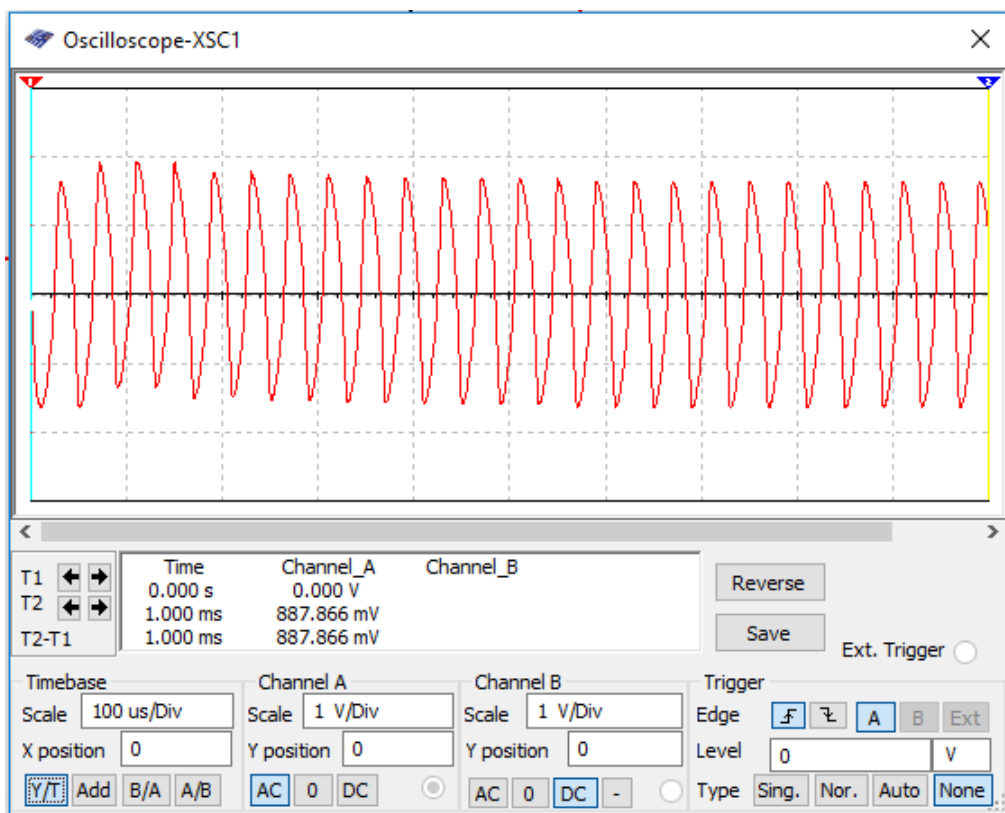 Oscilloscope-XSC1
1
2
T1
T2
T2-T1
Time Channel_A Channel_B
0.000 s 0.000 V
1.000 ms 887.866 mV
1.000 ms 887.866 mV
Reverse
Save
Ext. Trigger
Timebase
Scale 100 us/Div
X position 0
Y/T Add B/A A/B
Channel A
Scale 1 V/Div
Y position 0
AC 0 DC
Channel B
Scale 1 V/Div
Y position 0
AC 0 DC -
Trigger
Edge A B Ext
Level 0 V
Type Sing. Nor. Auto None